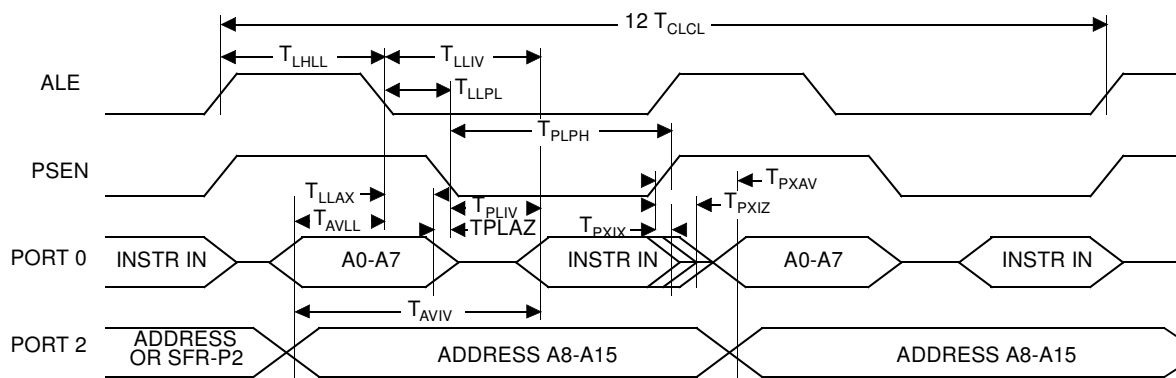 12 TCLCL
TLHLL TLLIV
ALE TLLPL
TPLPH
PSEN
TLLAX TPXAV
TAVLL TPLIV TPXIZ
TPLAZ TPXIX
PORT 0 INSTR IN A0-A7 INSTR IN A0-A7 INSTR IN
TAVIV
PORT 2 ADDRESS
OR SFR-P2 ADDRESS A8-A15 ADDRESS A8-A15